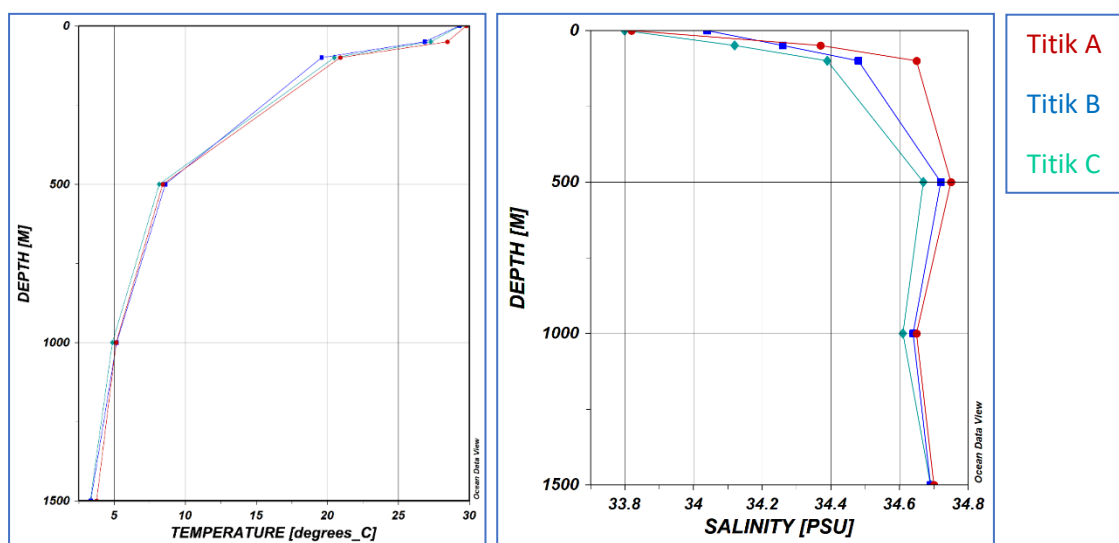 0
500
1000
1500
DEPTH [M]
5
10
15
20
25
30
TEMPERATURE [degrees_C]
Ocean Data View
0
500
1000
1500
DEPTH [M]
33.8
34
34.2
34.4
34.6
34.8
SALINITY [PSU]
Ocean Data View
Titik A
Titik B
Titik C